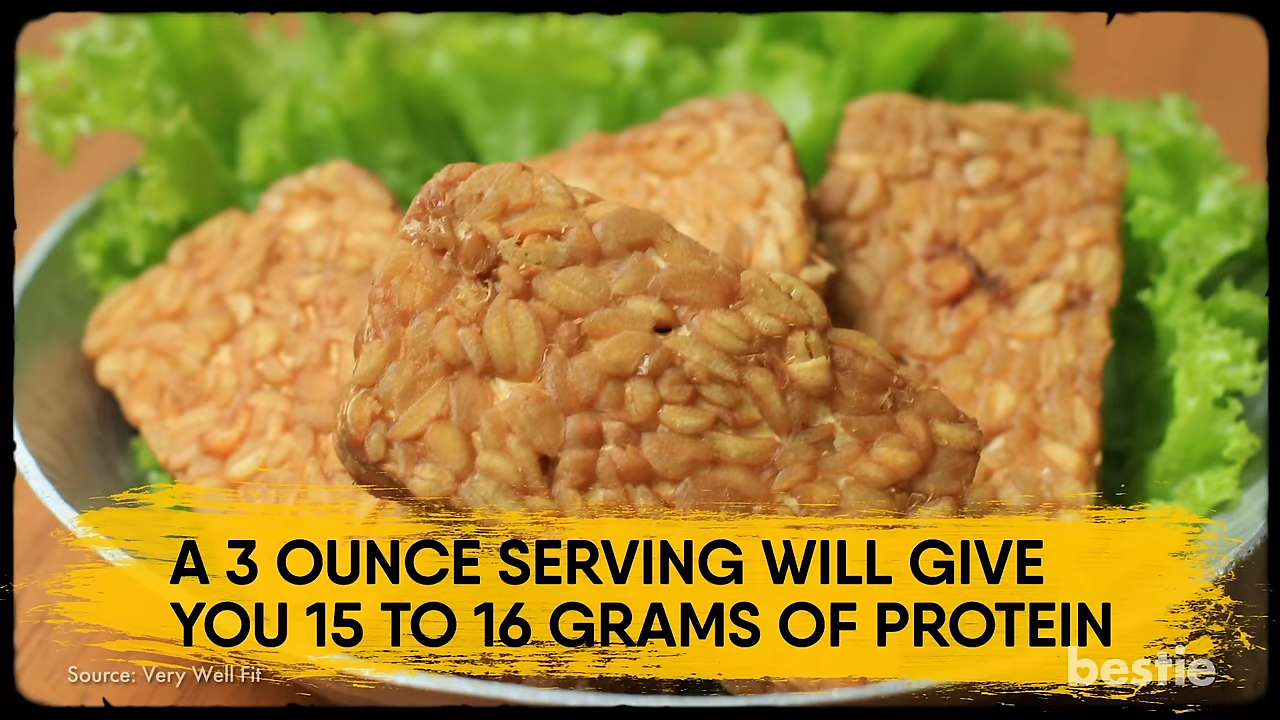 A 3 OUNCE SERVING WILL GIVE
YOU 15 TO 16 GRAMS OF PROTEIN
Source: Very Well Fit
bestie